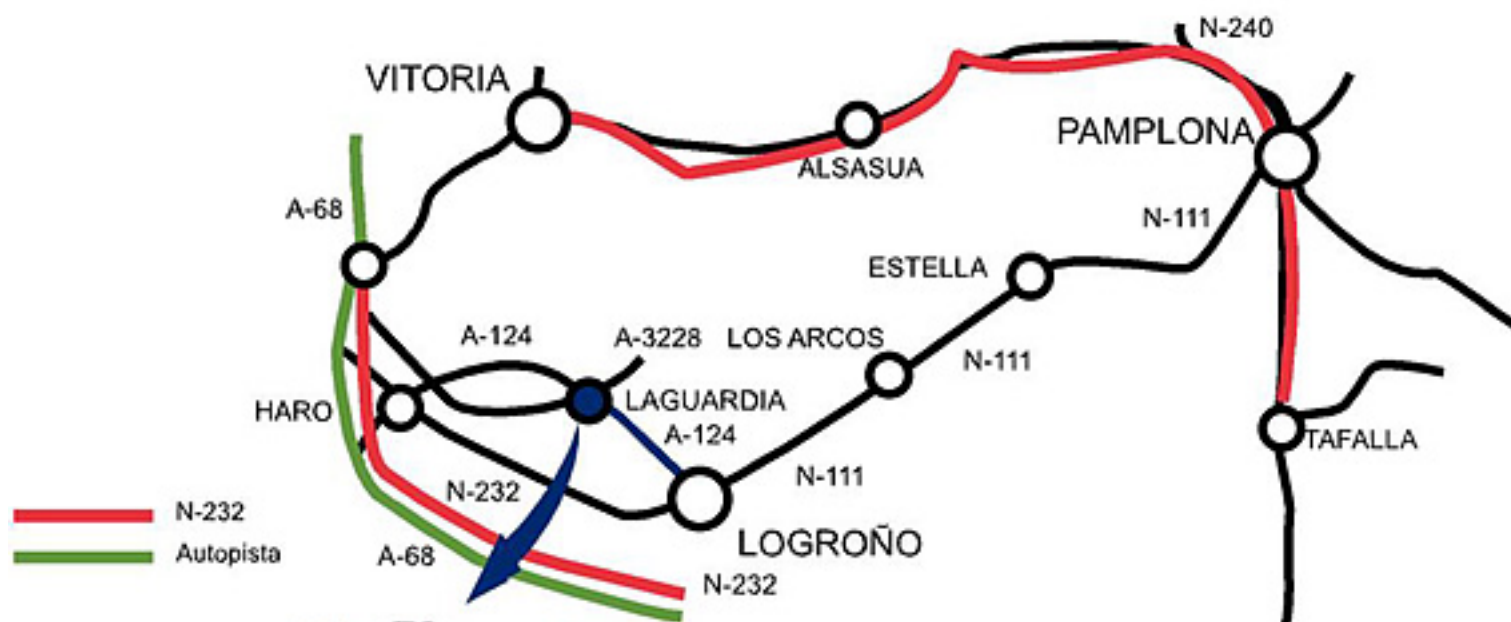 N-240
VITORIA
PAMPLONA
ALSASUA
A-68
N-111
ESTELLA
A-124
A-3228
LOS ARCOS
N-111
HARO
LAGUARDIA
A-124
TAFALLA
N-111
N-232
N-232
LOGROÑO
Autopista
A-68
N-232